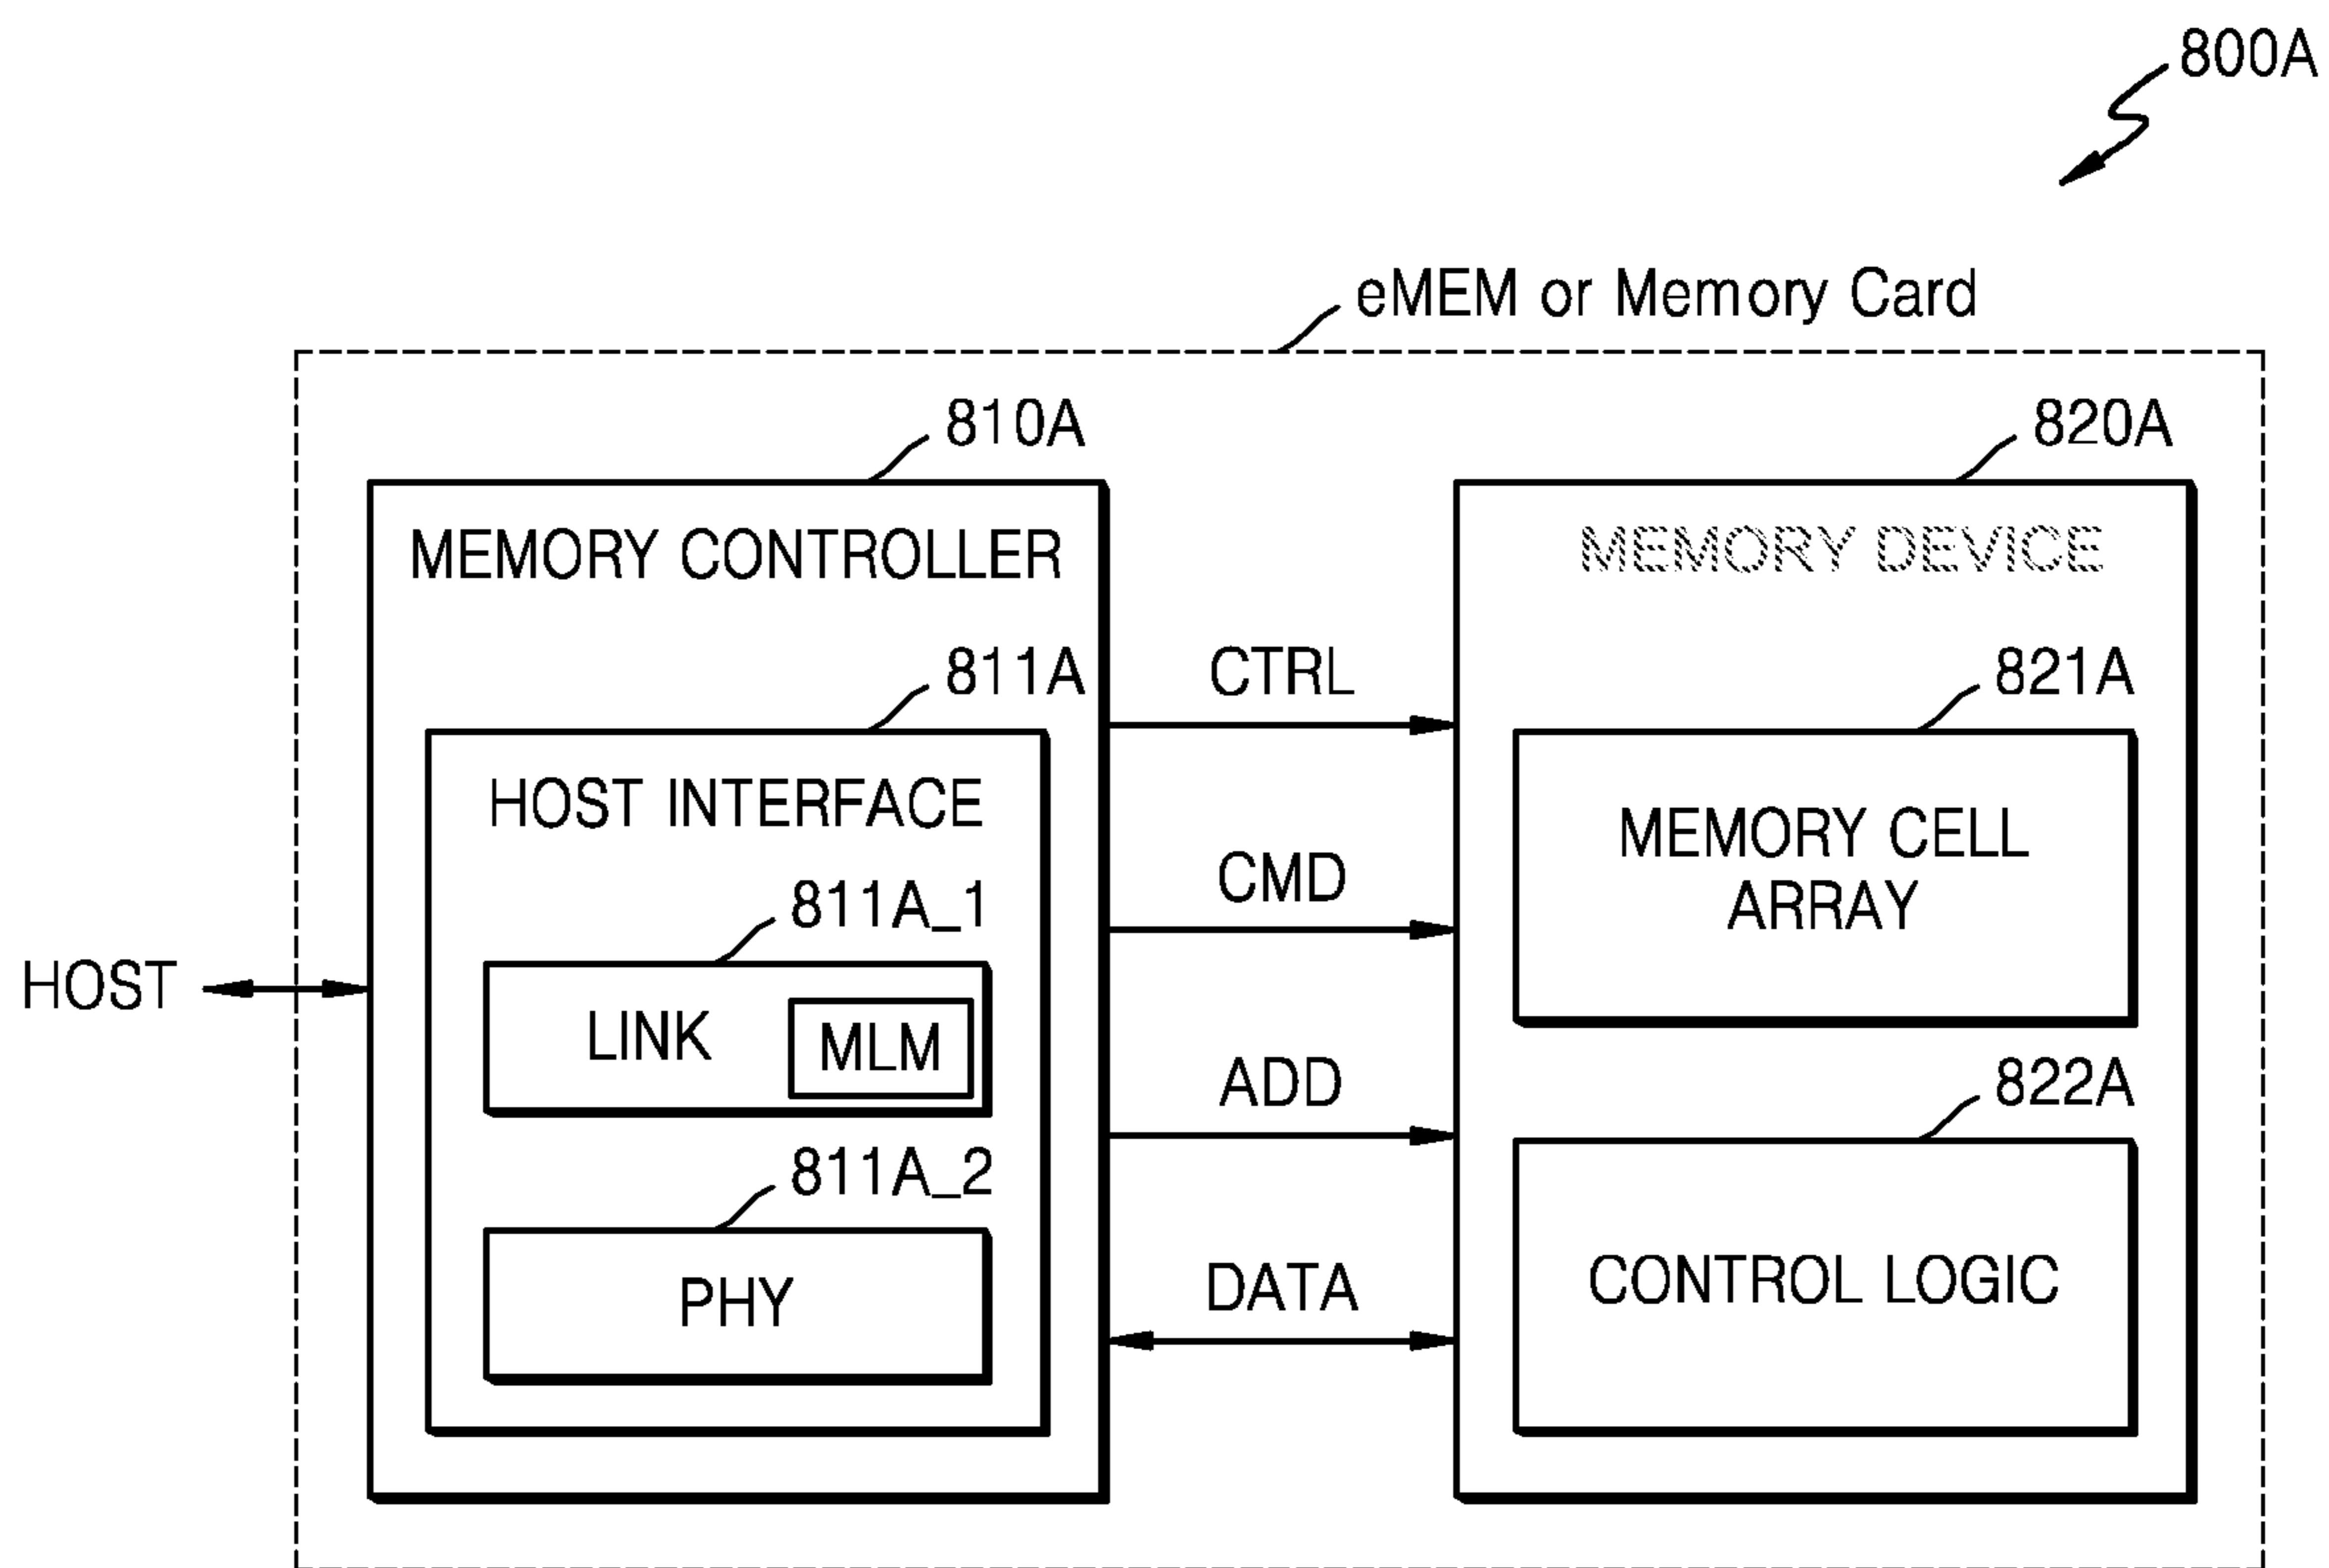 800A
eMEM or Memory Card
810A
820A
MEMORY CONTROLLER
MEMORY DEVICE
811A
CTRL
821A
HOST INTERFACE
MEMORY CELL
ARRAY
CMD
811A_1
HOST
LINK
MLM
ADD
822A
811A_2
PHY
DATA
CONTROL LOGIC